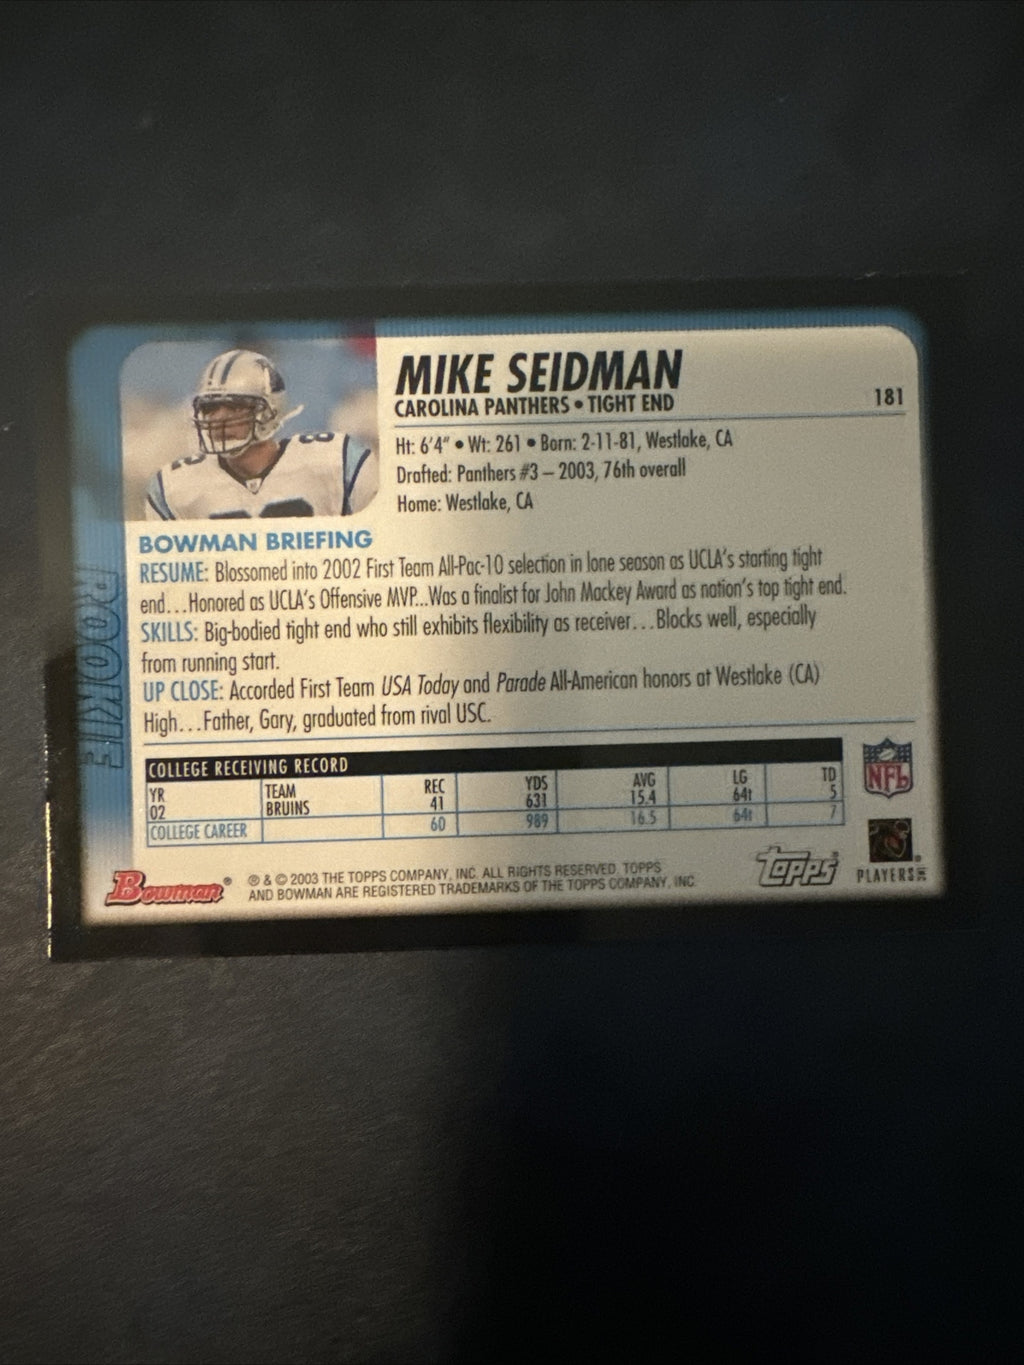 MIKE SEIDMAN
CAROLINA PANTHERS • TIGHT END
181
Ht: 6'4" • Wt: 261 • Born: 2-11-81, Westlake, CA
Drafted: Panthers #3 – 2003, 76th overall
Home: Westlake, CA
BOWMAN BRIEFING
RESUME: Blossomed into 2002 First Team All-Pac-10 selection in lone season as UCLA's starting tight
end...Honored as UCLA's Offensive MVP...Was a finalist for John Mackey Award as nation's top tight end.
SKILLS: Big-bodied tight end who still exhibits flexibility as receiver...Blocks well, especially
from running start.
UP CLOSE: Accorded First Team USA Today and Parade All-American honors at Westlake (CA)
High...Father, Gary, graduated from rival USC.
ROOKIE
COLLEGE RECEIVING RECORD
YR TEAM REC YDS AVG LG TD
02 BRUINS 41 631 15.4 64t 5
COLLEGE CAREER 60 989 16.5 64t 7
NFL
Bowman®
® & © 2003 THE TOPPS COMPANY, INC. ALL RIGHTS RESERVED. TOPPS
AND BOWMAN ARE REGISTERED TRADEMARKS OF THE TOPPS COMPANY, INC.
Topps®
PLAYERS INC